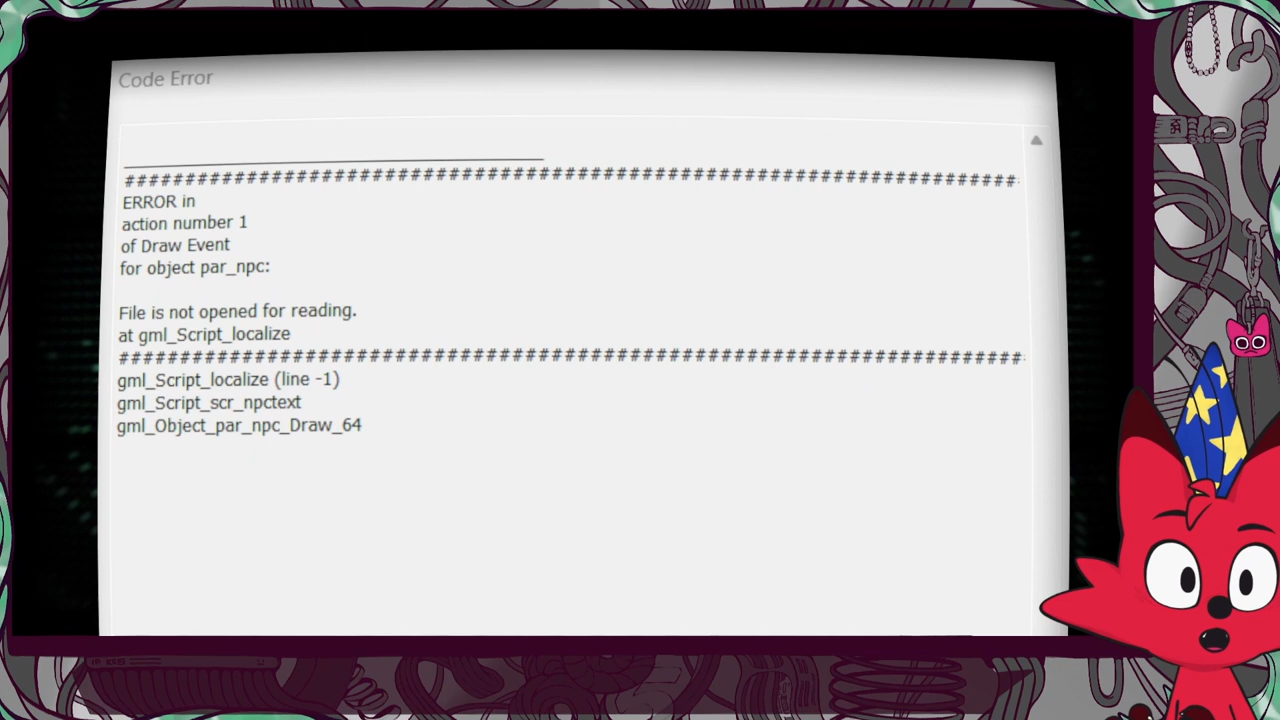 Code Error
________________________________________
###########################################################################
ERROR in
action number 1
of Draw Event
for object par_npc:
File is not opened for reading.
at gml_Script_localize
###########################################################################
gml_Script_localize (line -1)
gml_Script_scr_npctext
gml_Object_par_npc_Draw_64